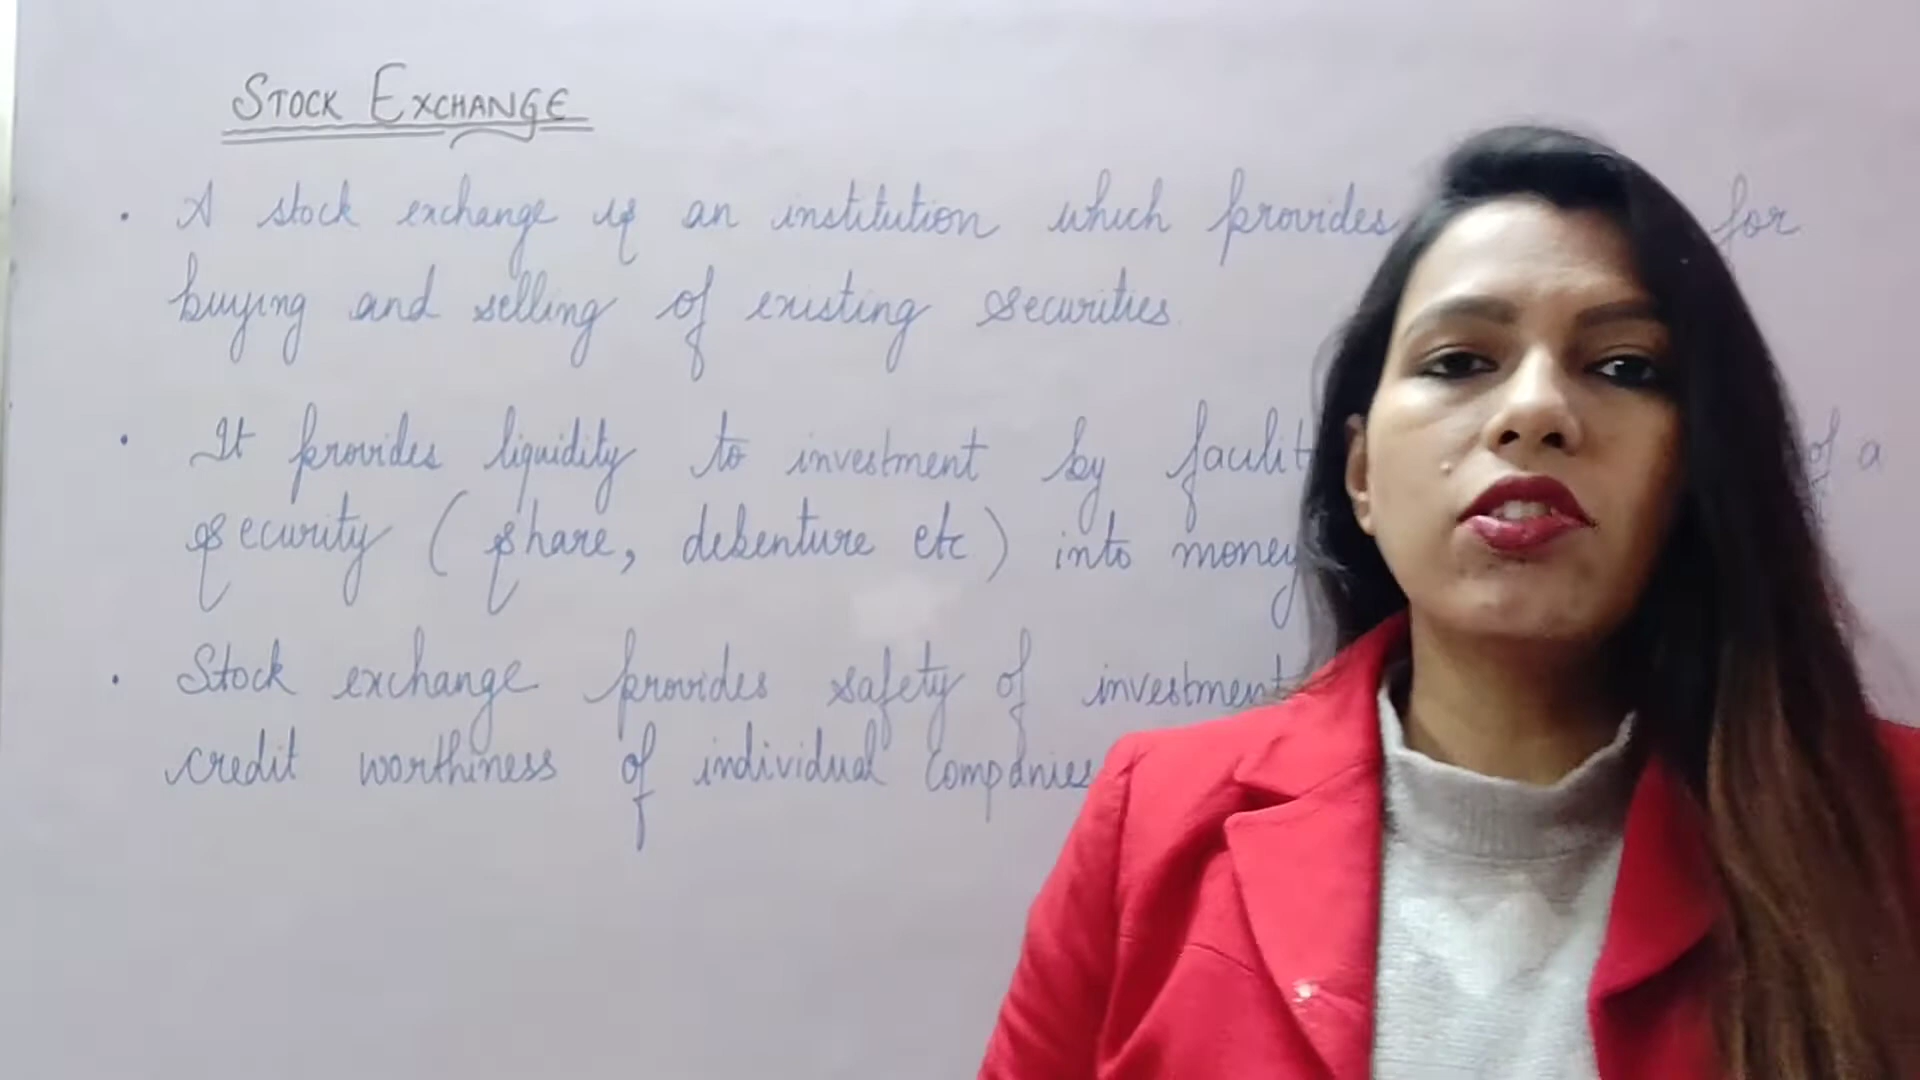 STOCK EXCHANGE
• A stock exchange is an institution which provides for
buying and selling of existing securities.
• It provides liquidity to investment by of a
security (share, debenture etc) into money
• Stock exchange provides safety of investment
credit worthiness of individual companies